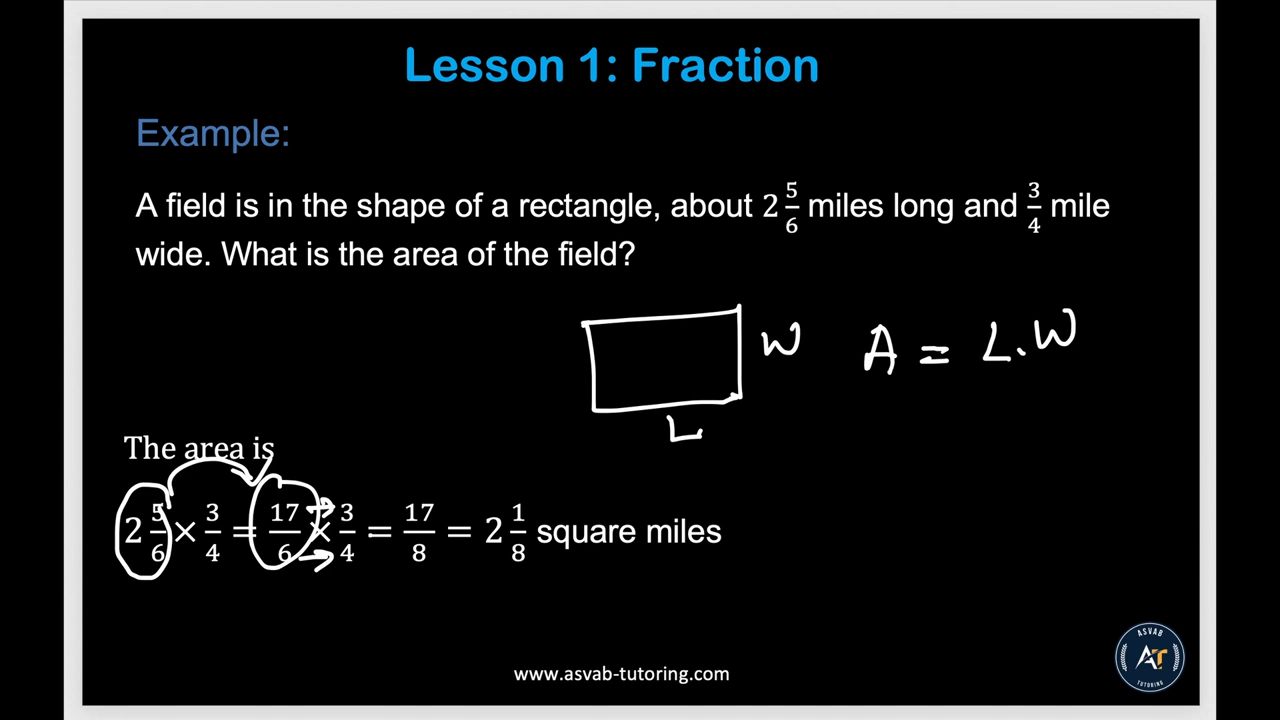 Lesson 1: Fraction
Example:
A field is in the shape of a rectangle, about 2 5/6 miles long and 3/4 mile
wide. What is the area of the field?
W A = L.W
L
The area is
2 5/6 × 3/4 = 17/6 × 3/4 = 17/8 = 2 1/8 square miles
ASVAB
AT
TUTORING
www.asvab-tutoring.com